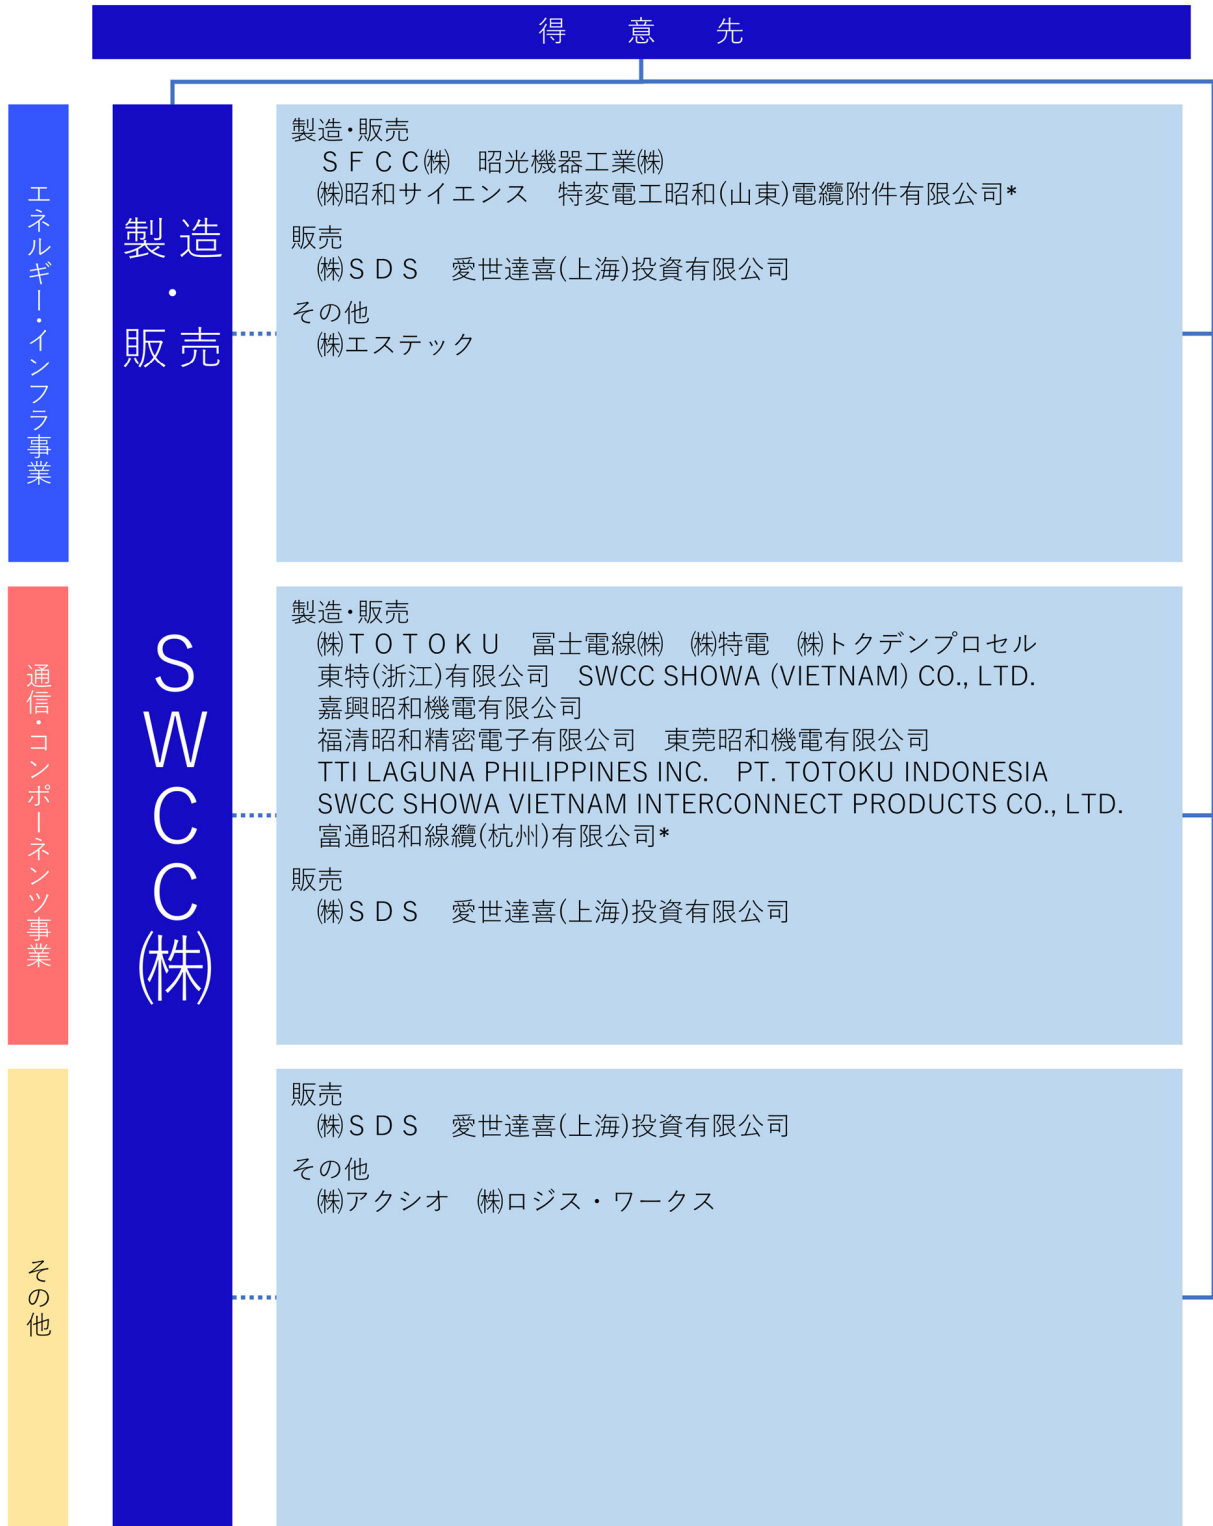 得意先
エネルギー・インフラ事業
製造・販売
SWCC㈱
製造・販売
ＳＦＣＣ㈱　昭光機器工業㈱
㈱昭和サイエンス　特変電工昭和(山東)電纜附件有限公司*
販売
㈱ＳＤＳ　愛世達喜(上海)投資有限公司
その他
㈱エステック
通信・コンポーネンツ事業
製造・販売
㈱ＴＯＴＯＫＵ　冨士電線㈱　㈱特電　㈱トクデンプロセル
東特(浙江)有限公司　SWCC SHOWA (VIETNAM) CO., LTD.
嘉興昭和機電有限公司
福清昭和精密電子有限公司　東莞昭和機電有限公司
TTI LAGUNA PHILIPPINES INC.　PT. TOTOKU INDONESIA
SWCC SHOWA VIETNAM INTERCONNECT PRODUCTS CO., LTD.
富通昭和線纜(杭州)有限公司*
販売
㈱ＳＤＳ　愛世達喜(上海)投資有限公司
その他
販売
㈱ＳＤＳ　愛世達喜(上海)投資有限公司
その他
㈱アクシオ　㈱ロジス・ワークス